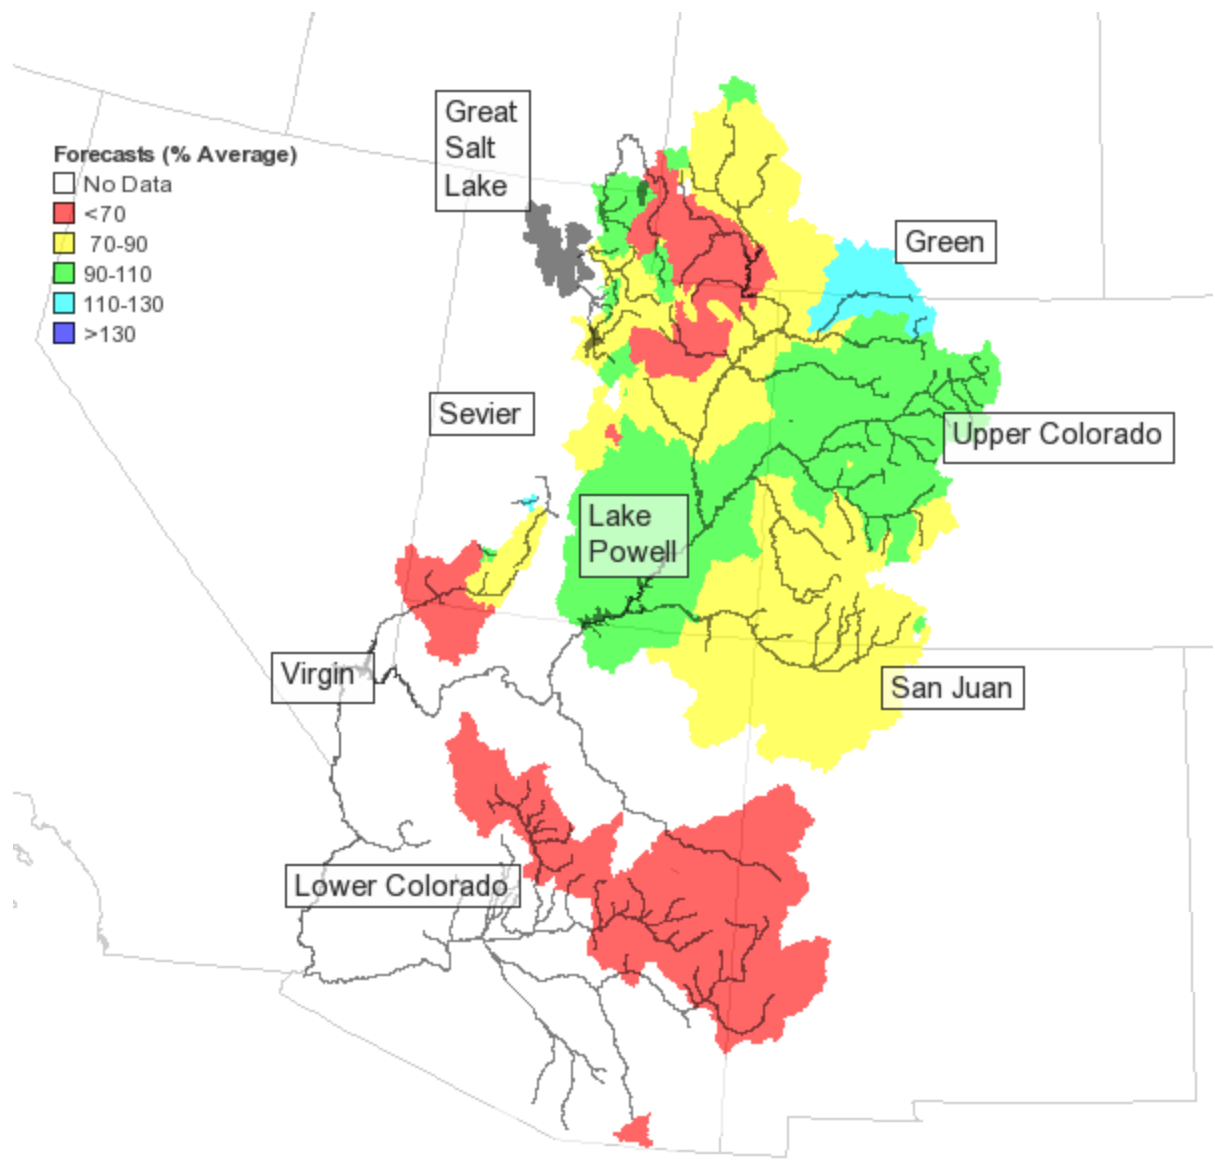 Great
Salt
Lake
Forecasts (% Average)
No Data
<70
70-90
90-110
110-130
>130
Green
Sevier
Upper Colorado
Lake
Powell
Virgin
San Juan
Lower Colorado